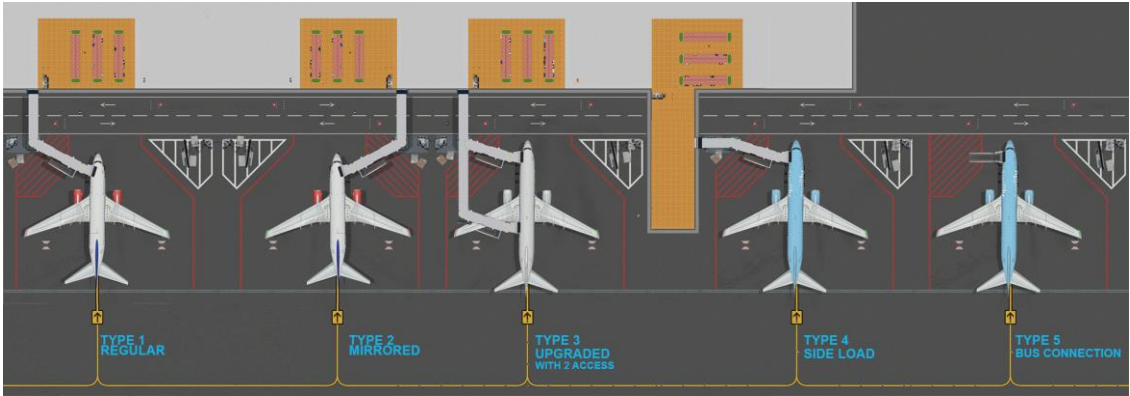 TYPE 1
REGULAR
TYPE 2
MIRRORED
TYPE 3
UPGRADED
WITH 2 ACCESS
TYPE 4
SIDE LOAD
TYPE 5
BUS CONNECTION